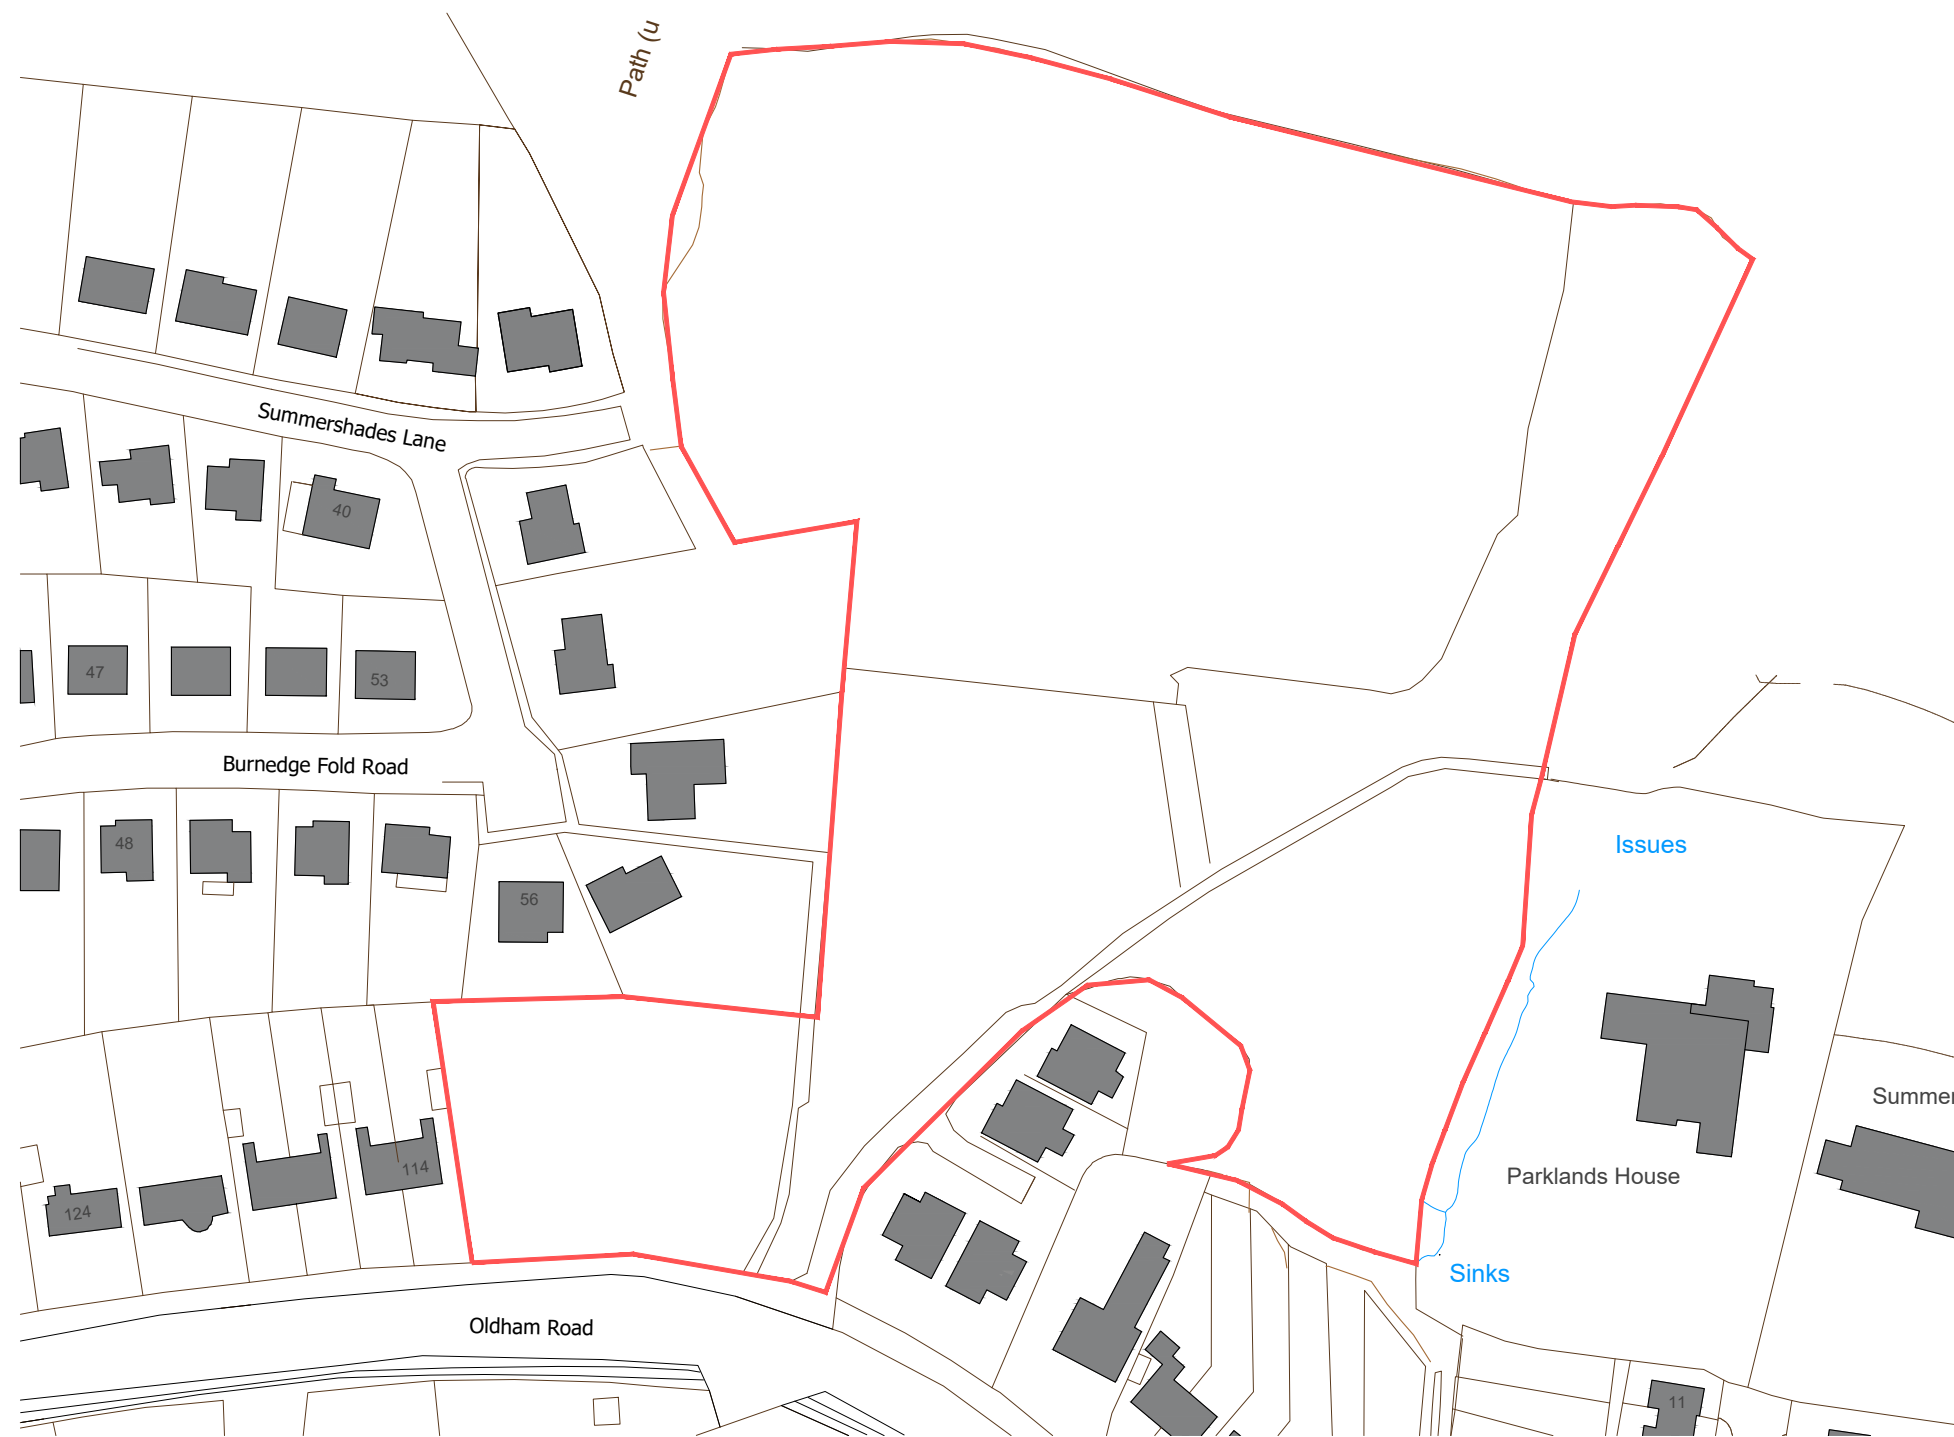 Path (u
Summershades Lane
40
47
53
Burnedge Fold Road
48
56
Issues
Summer
114
124
Parklands House
Sinks
Oldham Road
11